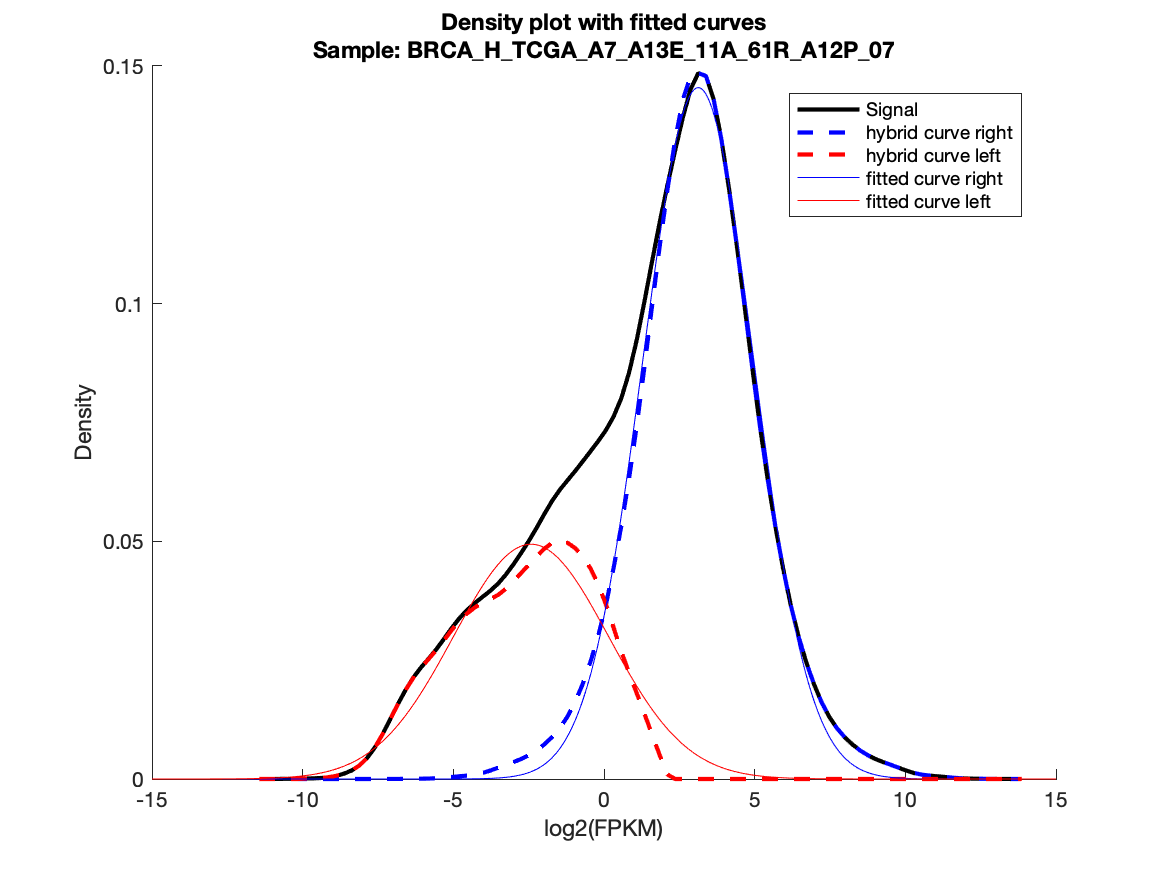 Density plot with fitted curves
Sample: BRCA_H_TCGA_A7_A13E_11A_61R_A12P_07
0.15
0.1
0.05
0
Density
Signal
hybrid curve right
hybrid curve left
fitted curve right
fitted curve left
-15 -10 -5 0 5 10 15
log2(FPKM)